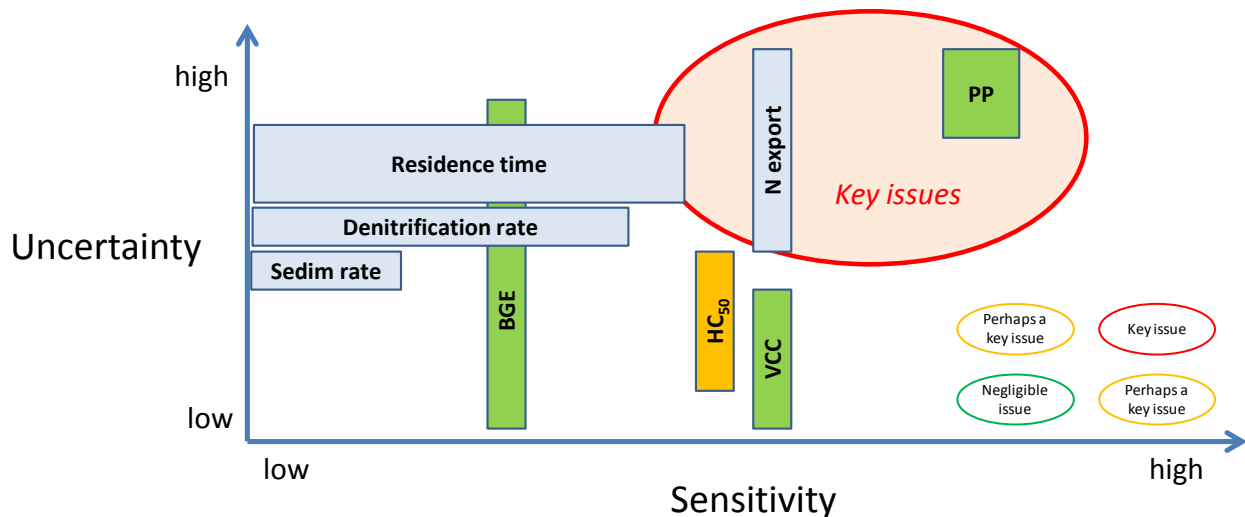 high
PP
N export
Residence time
Key issues
Denitrification rate
Uncertainty
Sedim rate
BGE
HC₅₀
VCC
Perhaps a
key issue
Key issue
Negligible
issue
Perhaps a
key issue
low
low
high
Sensitivity